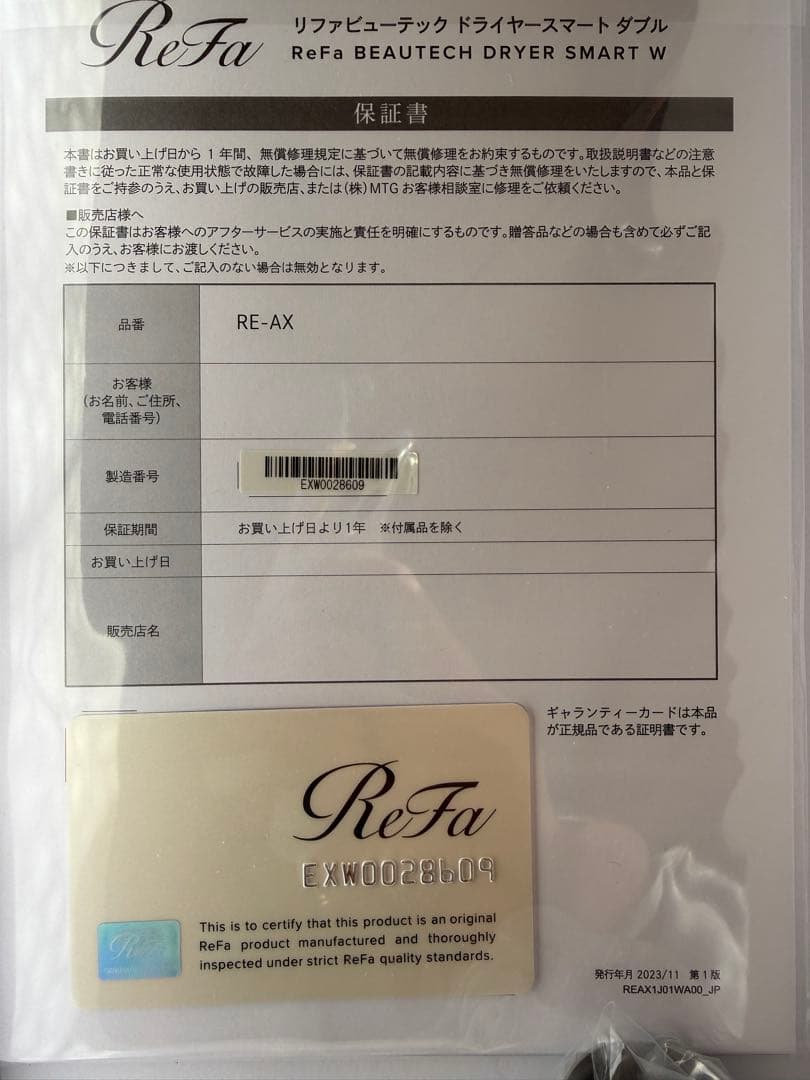 ReFa
リファビューテック ドライヤースマート ダブル
ReFa BEAUTECH DRYER SMART W
保証書
本書はお買い上げ日から 1 年間、無償修理規定に基づいて無償修理をお約束するものです。取扱説明書などの注意
書きに従った正常な使用状態で故障した場合には、保証書の記載内容に基づき無償修理をいたしますので、本品と保
証書をご持参のうえ、お買い上げの販売店、または(株)MTG お客様相談室に修理をご依頼ください。
■販売店様へ
この保証書はお客様へのアフターサービスの実施と責任を明確にするものです。贈答品などの場合も含めて必ずご記
入のうえ、お客様にお渡しください。
※以下につきまして、ご記入のない場合は無効となります。
品番
RE-AX
お客様
(お名前、ご住所、
電話番号)
製造番号
EXW0028609
保証期間
お買い上げ日より1年 ※付属品を除く
お買い上げ日
販売店名
ギャランティーカードは本品
が正規品である証明書です。
ReFa
EXW0028609
ReFa
This is to certify that this product is an original
ReFa product manufactured and thoroughly
inspected under strict ReFa quality standards.
発行年月 2023/11 第1版
REAX1J01WA00_JP